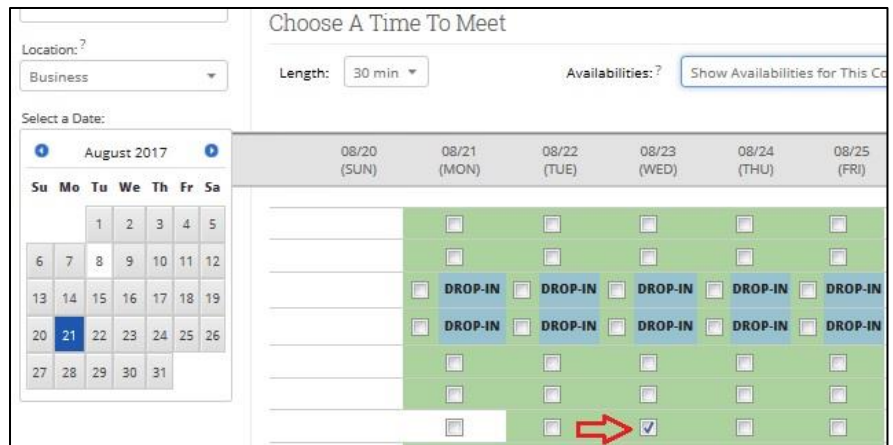 Choose A Time To Meet
Location: ?
Business
Length: 30 min Availabilities: ? Show Availabilities for This Co
Select a Date:
August 2017
Su Mo Tu We Th Fr Sa
1 2 3 4 5
6 7 8 9 10 11 12
13 14 15 16 17 18 19
20 21 22 23 24 25 26
27 28 29 30 31
08/20 08/21 08/22 08/23 08/24 08/25
(SUN) (MON) (TUE) (WED) (THU) (FRI)
DROP-IN DROP-IN DROP-IN DROP-IN DROP-IN
DROP-IN DROP-IN DROP-IN DROP-IN DROP-IN